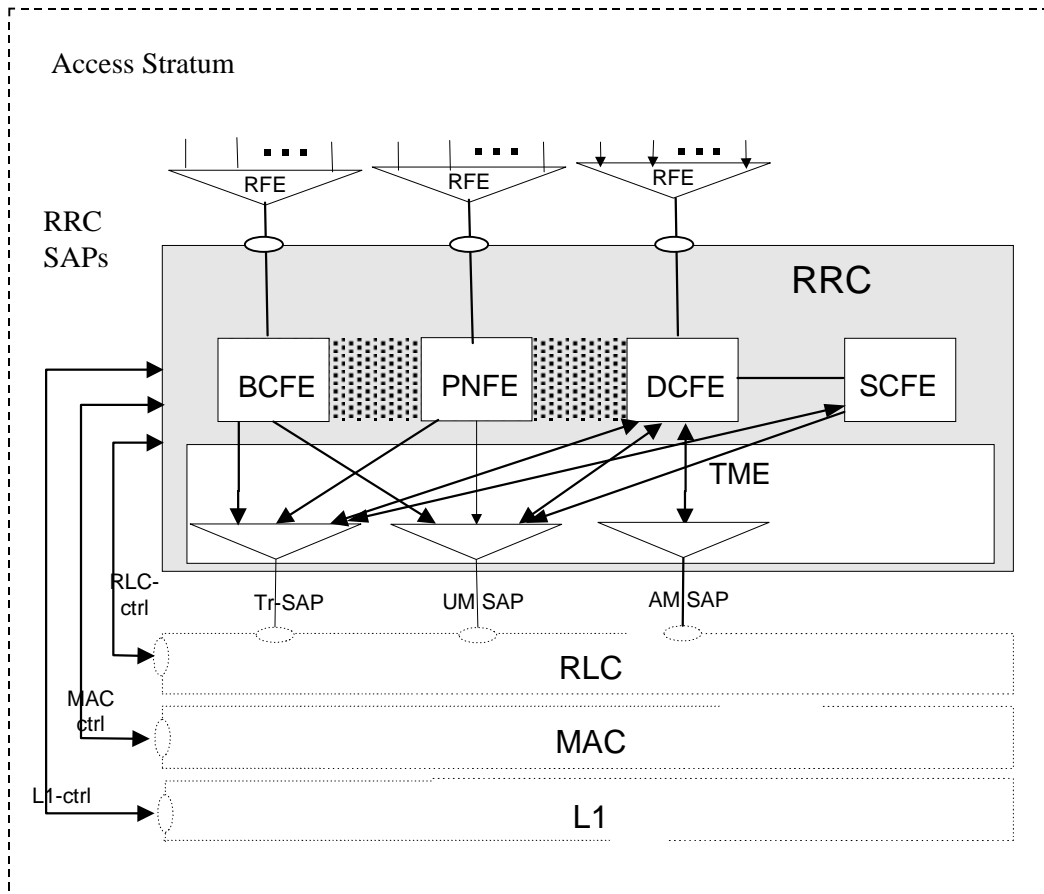 Access Stratum
RFE
RFE
RFE
RRC
SAPs
RRC
BCFE
PNFE
DCFE
SCFE
TME
RLC-
ctrl
Tr-SAP
UM SAP
AM SAP
RLC
MAC
ctrl
MAC
L1-ctrl
L1